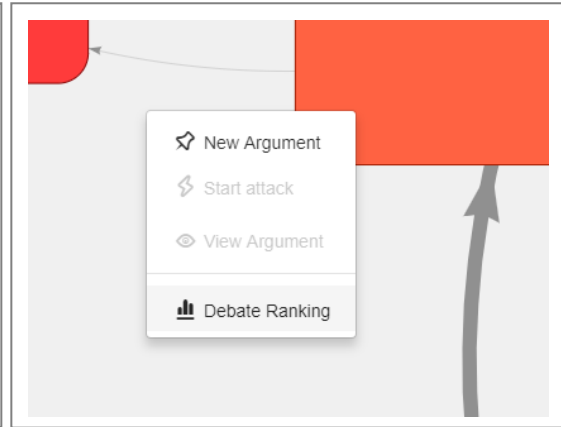 New Argument
Start attack
View Argument
Debate Ranking